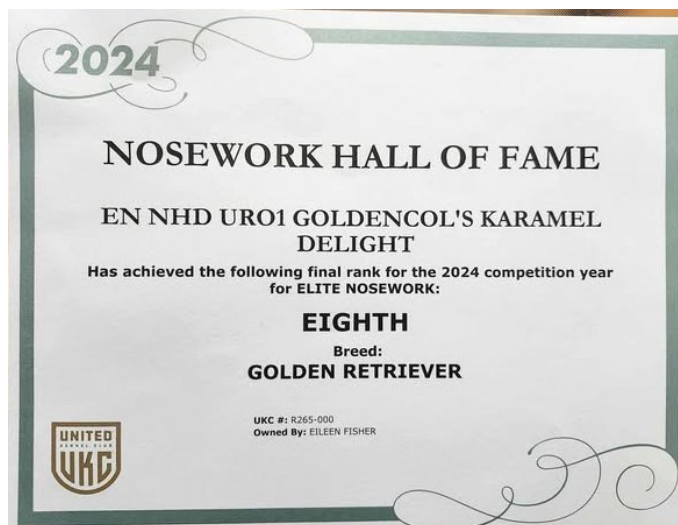 2024
NOSEWORK HALL OF FAME
EN NHD URO1 GOLDENCOL'S KARAMEL
DELIGHT
Has achieved the following final rank for the 2024 competition year
for ELITE NOSEWORK:
EIGHTH
Breed:
GOLDEN RETRIEVER
UKC #: R265-000
Owned By: EILEEN FISHER
UNITED
KENNEL CLUB
UKC